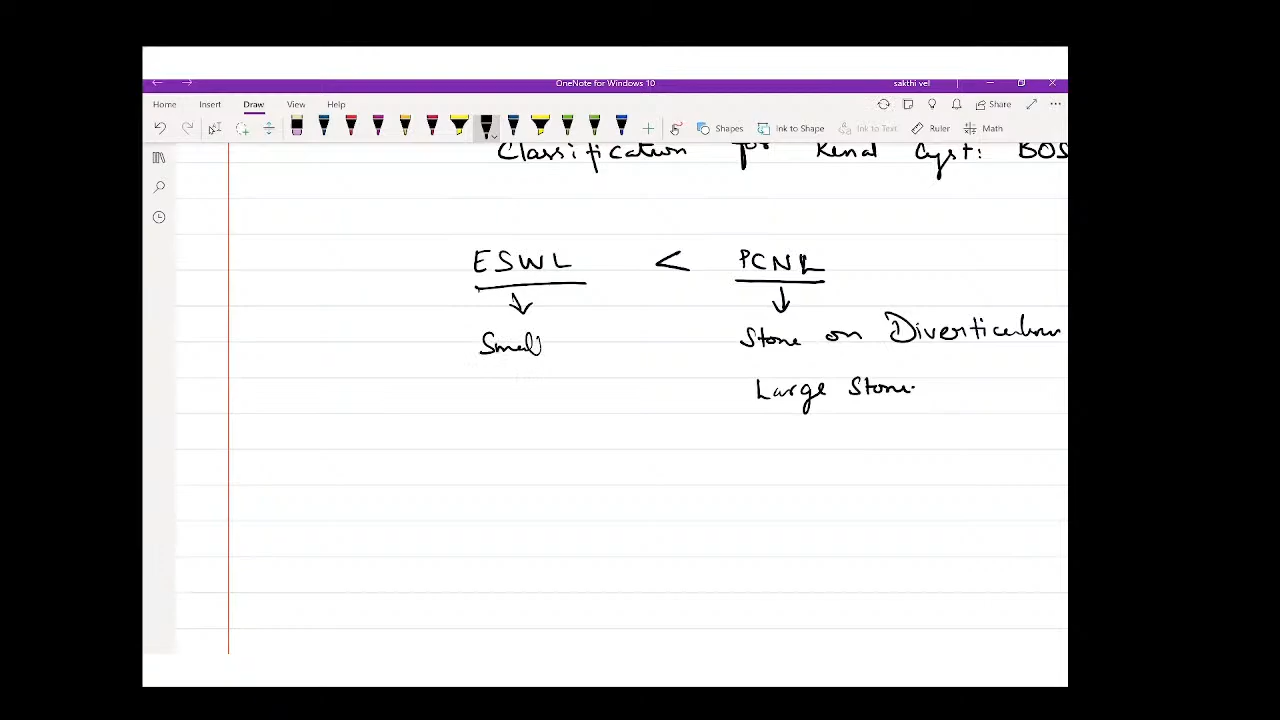 OneNote for Windows 10
sakthi vel
Home Insert Draw View Help
Share
Shapes Ink to Shape Ink to Text Ruler Math
Classification for Renal Cyst: BOS
ESWL < PCNL
Small
Stone on Diverticulum
Large Stone